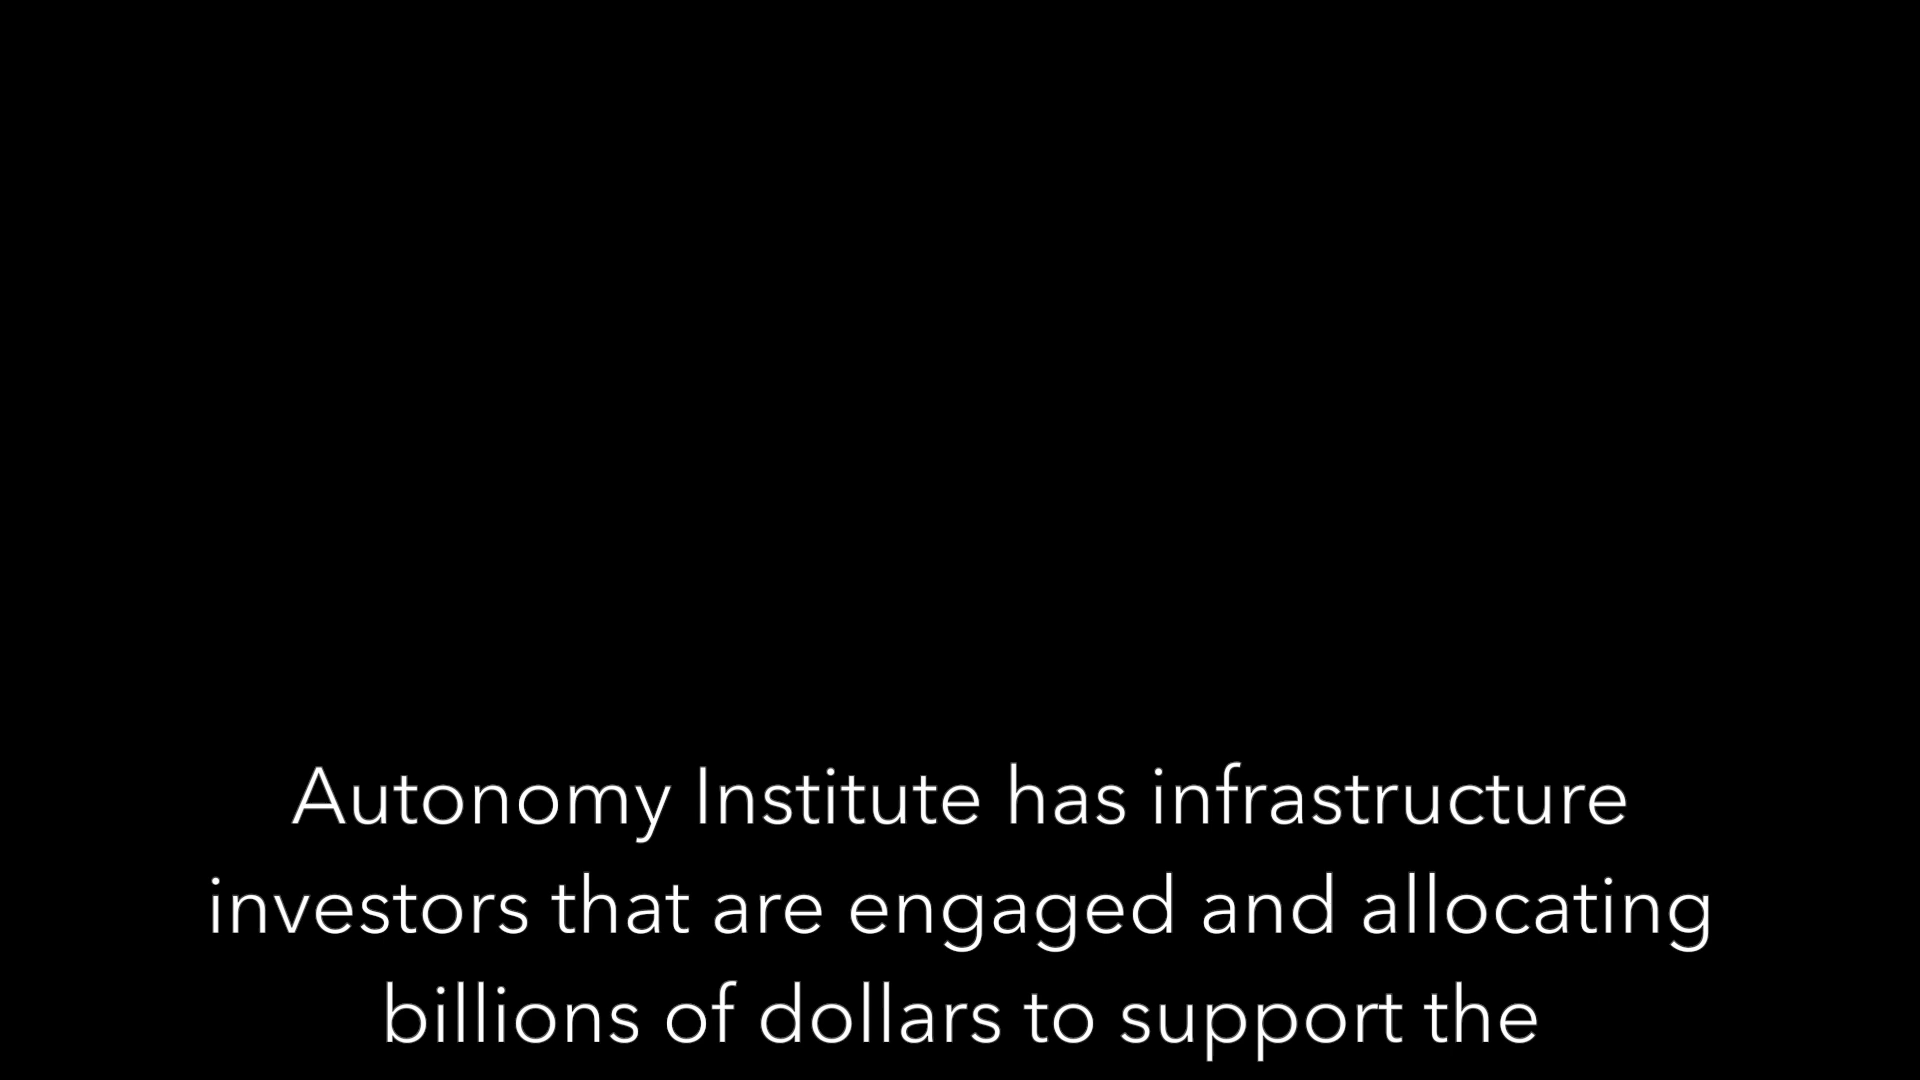 Autonomy Institute has infrastructure
investors that are engaged and allocating
billions of dollars to support the